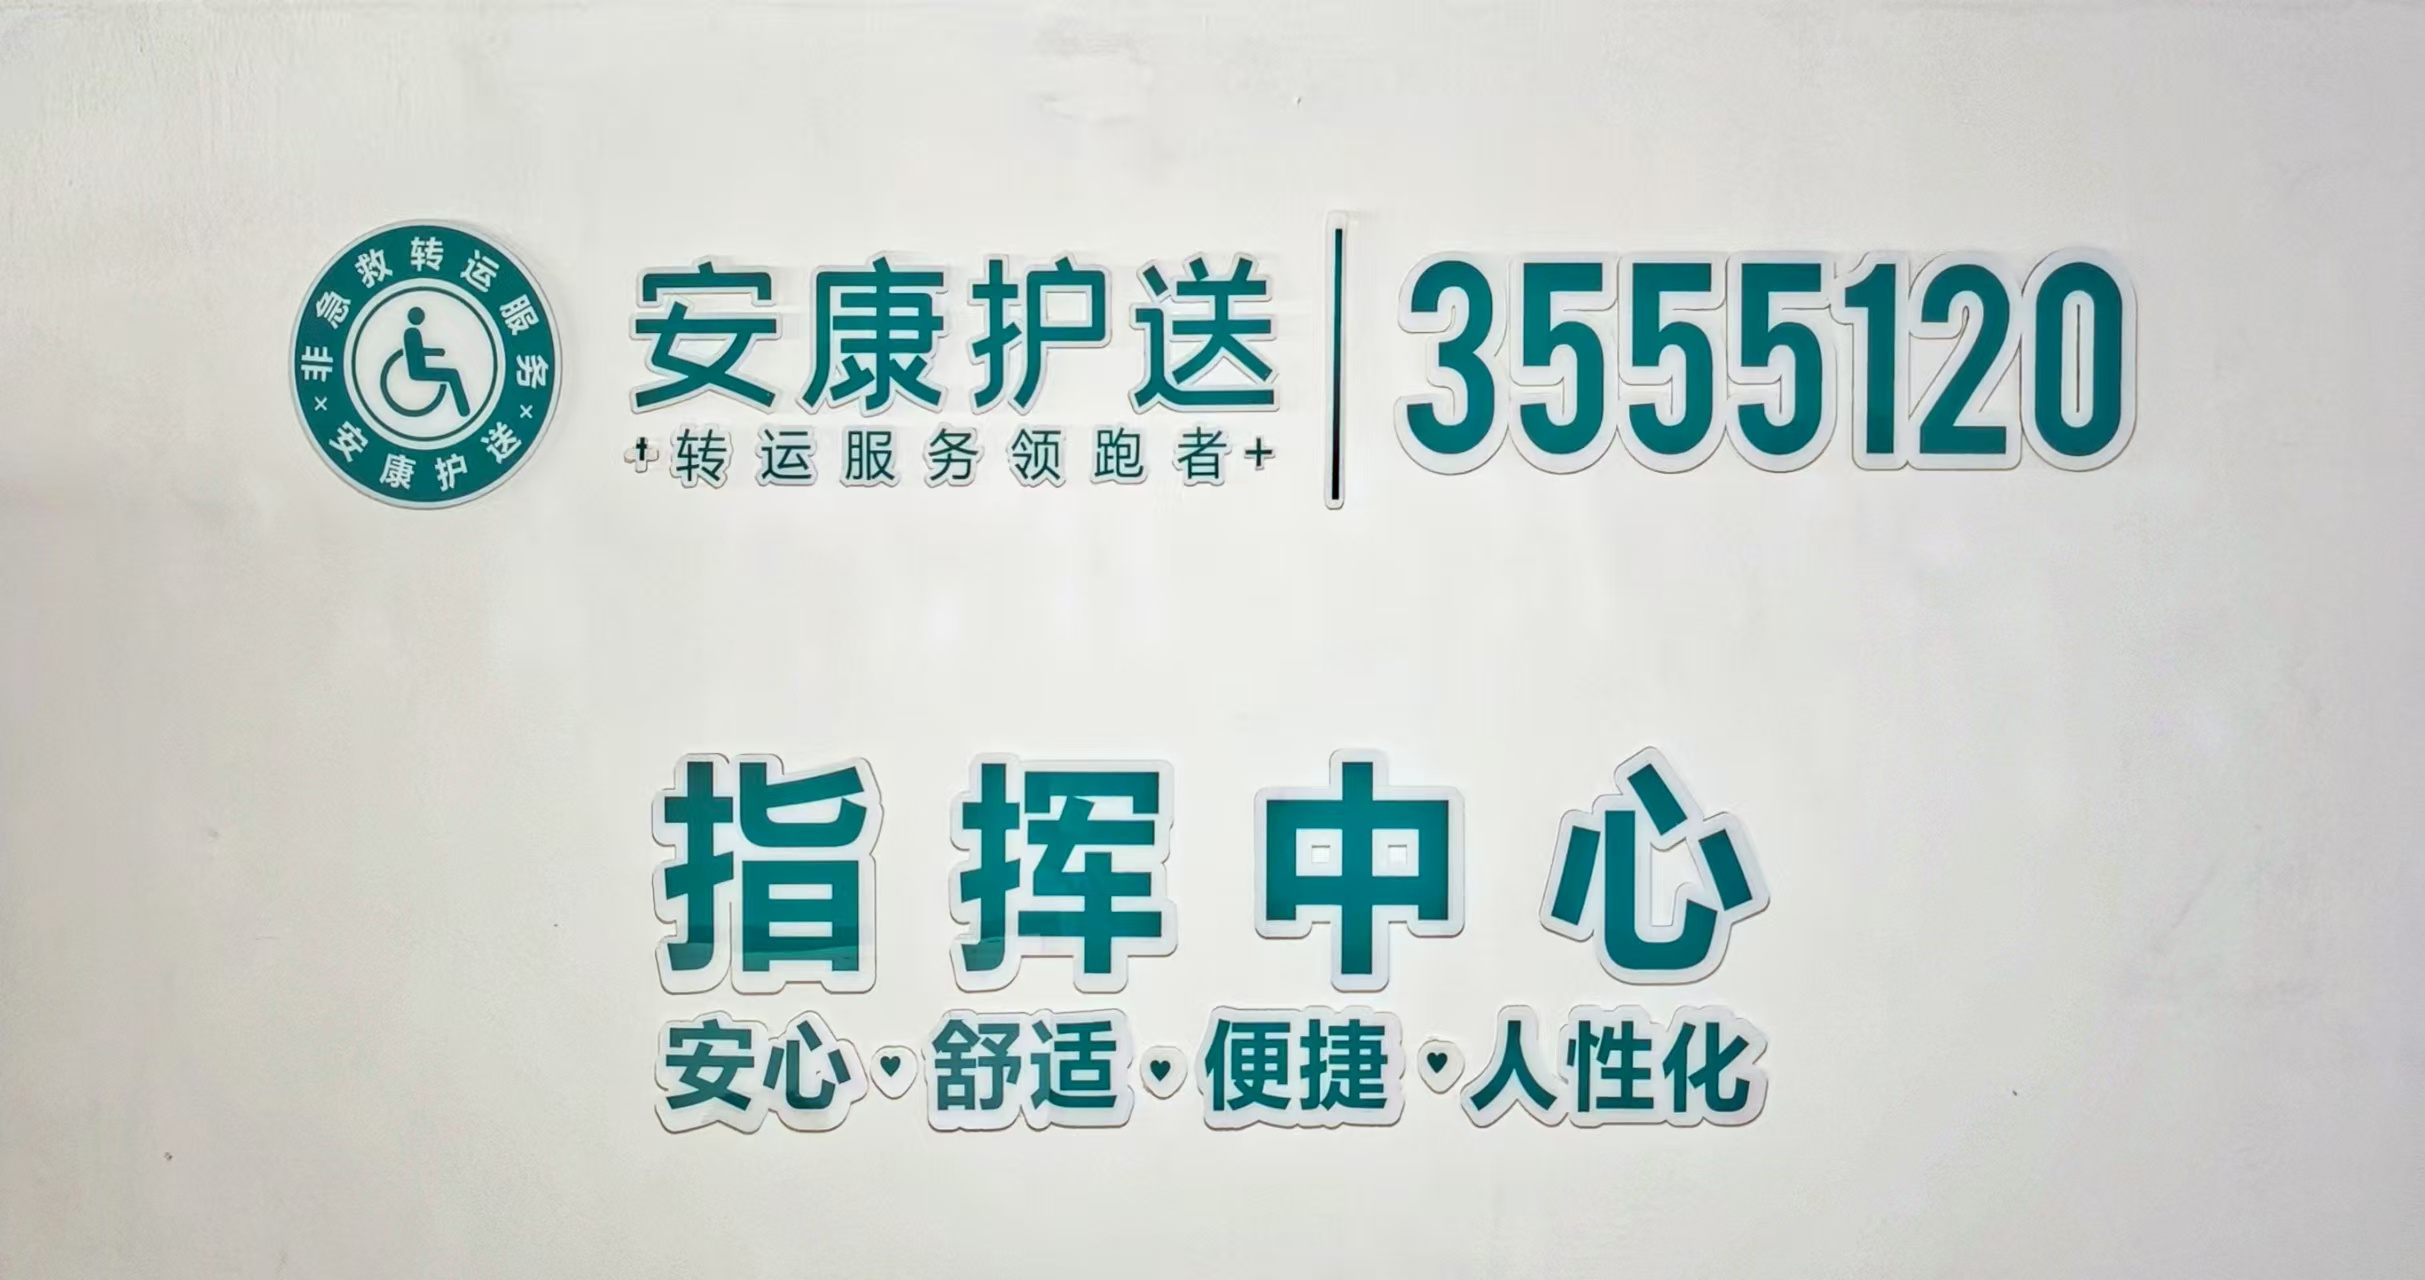 非急救转运服务
安康护送
安康护送
+转运服务领跑者+
3555120
指挥中心
安心♥舒适♥便捷♥人性化